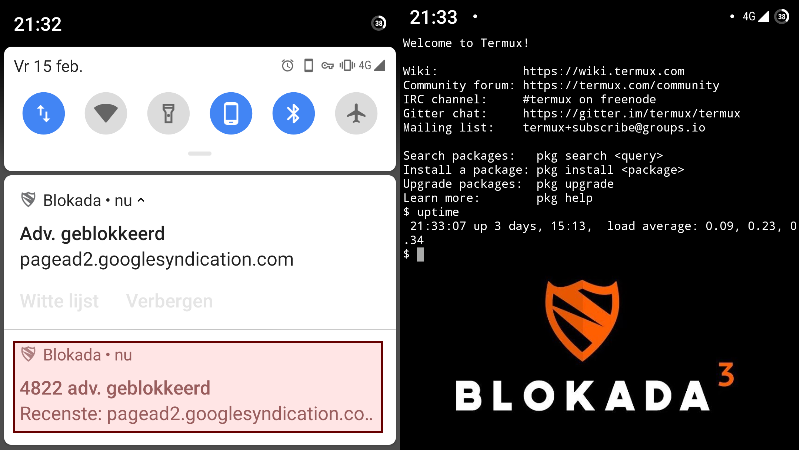 21:32
38
Vr 15 feb.
4G
Blokada • nu
Adv. geblokkeerd
pagead2.googlesyndication.com
Witte lijst Verbergen
Blokada • nu
4822 adv. geblokkeerd
Recenste: pagead2.googlesyndication.co..
21:33 • • 4G 38
Welcome to Termux!
Wiki: https://wiki.termux.com
Community forum: https://termux.com/community
IRC channel: #termux on freenode
Gitter chat: https://gitter.im/termux/termux
Mailing list: termux+subscribe@groups.io
Search packages: pkg search <query>
Install a package: pkg install <package>
Upgrade packages: pkg upgrade
Learn more: pkg help
$ uptime
21:33:07 up 3 days, 15:13, load average: 0.09, 0.23, 0
.34
$
BLOKADA 3